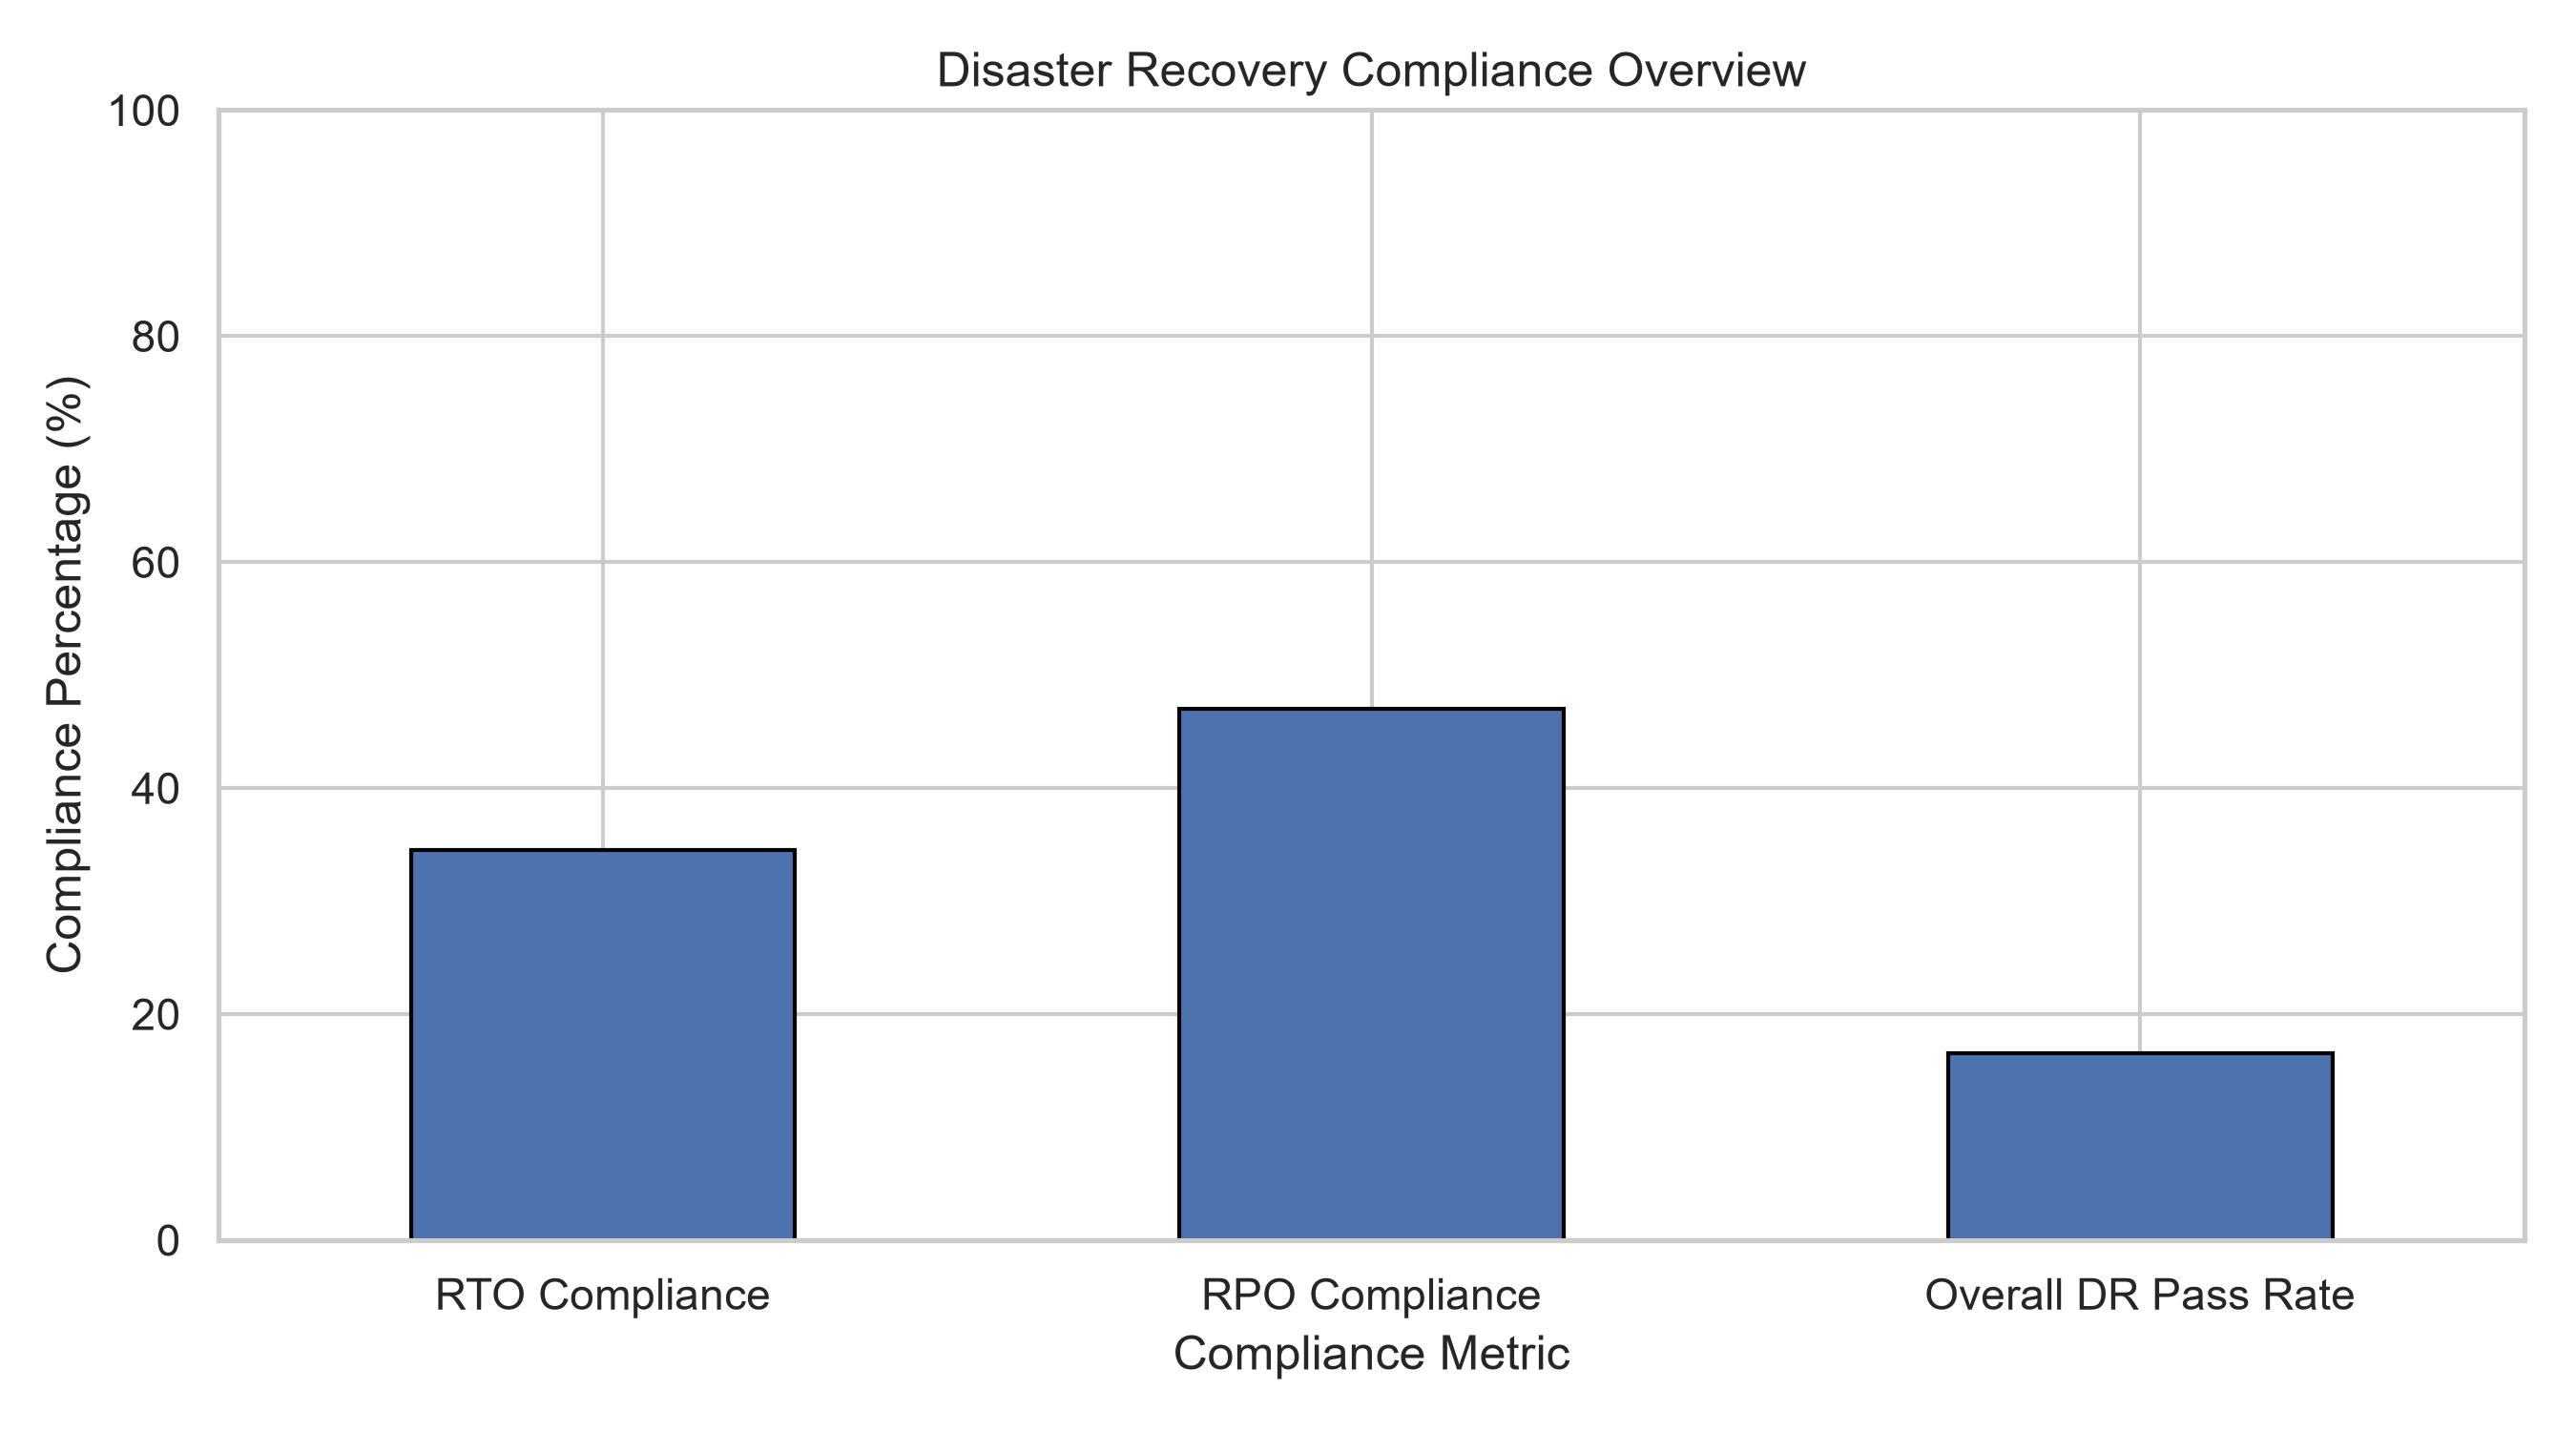 Disaster Recovery Compliance Overview
100
80
60
40
20
0
Compliance Percentage (%)
RTO Compliance
RPO Compliance
Overall DR Pass Rate
Compliance Metric